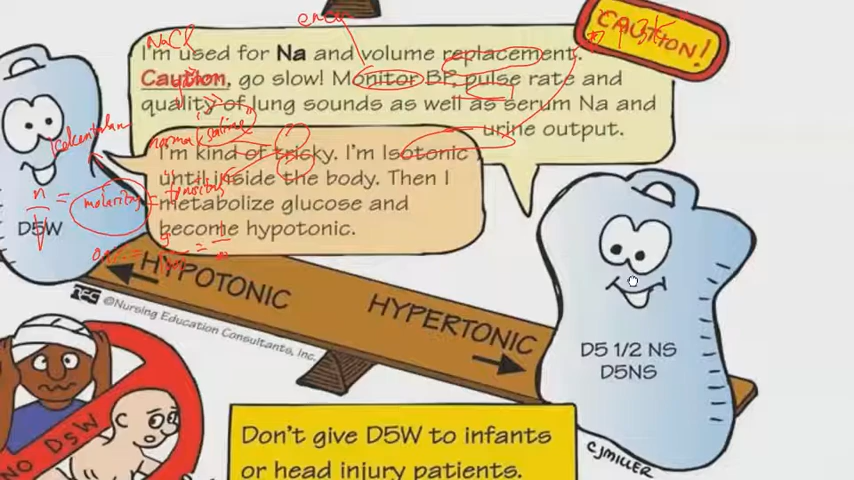 ence
CAUTION!
NaCl
I'm used for Na and volume replacement.
Caution, go slow! Monitor BP, pulse rate and
quality of lung sounds as well as serum Na and
urine output.
normal "saline"
I'm kind of tricky. I'm Isotonic
until inside the body. Then I
metabolize glucose and
become hypotonic.
n = molarity = tonicity
V
D5W
HYPOTONIC
HYPERTONIC
@Nursing Education Consultants, Inc.
D5 1/2 NS
D5NS
NO D5W
Don't give D5W to infants
or head injury patients.
CJMILLER